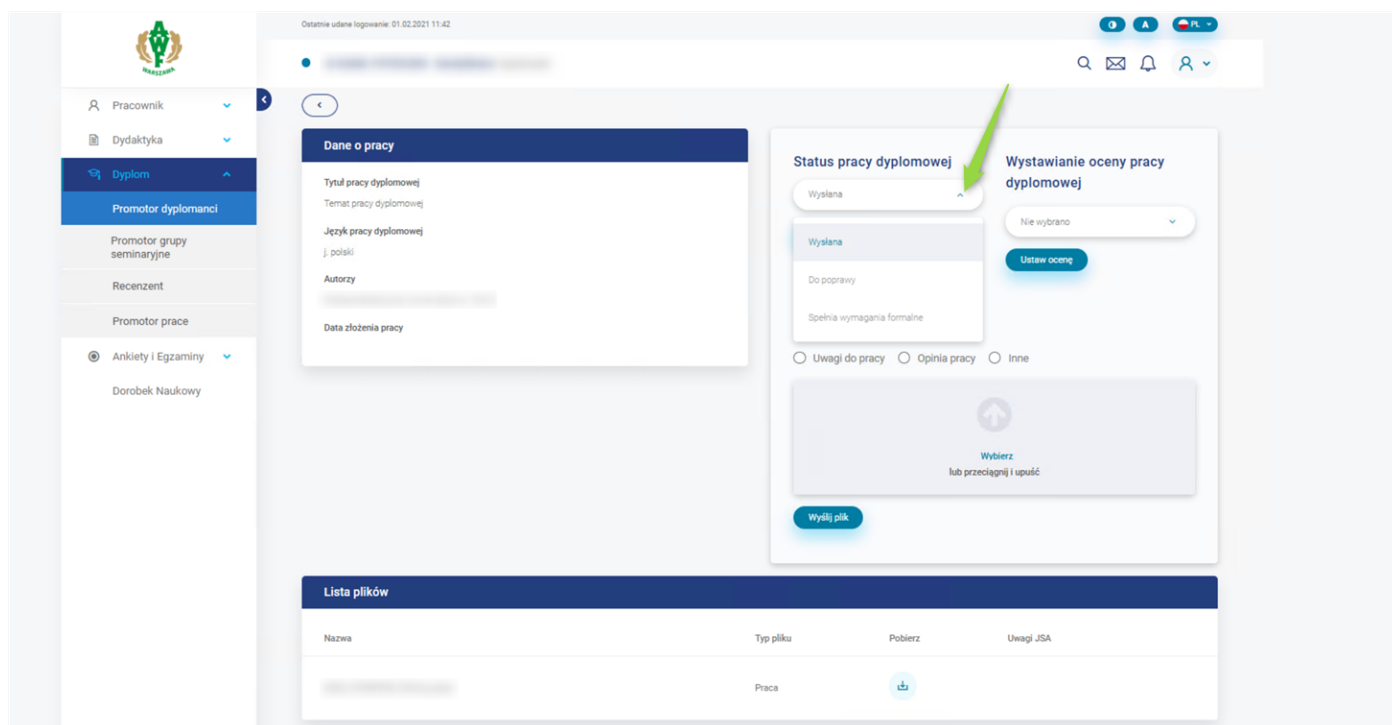 AWF
WARSZAWA
Ostatnie udane logowanie: 01.02.2021 11:42
A
PL
Pracownik
Dydaktyka
Dyplom
Promotor dyplomanci
Promotor grupy
seminaryjne
Recenzent
Promotor prace
Ankiety i Egzaminy
Dorobek Naukowy
Dane o pracy
Tytuł pracy dyplomowej
Temat pracy dyplomowej
Język pracy dyplomowej
j. polski
Autorzy
Data złożenia pracy
Status pracy dyplomowej
Wysłana
Wysłana
Do poprawy
Spełnia wymagania formalne
Wystawianie oceny pracy
dyplomowej
Nie wybrano
Ustaw ocenę
Uwagi do pracy Opinia pracy Inne
Wybierz
lub przeciągnij i upuść
Wyślij plik
Lista plików
Nazwa Typ pliku Pobierz Uwagi JSA
Praca